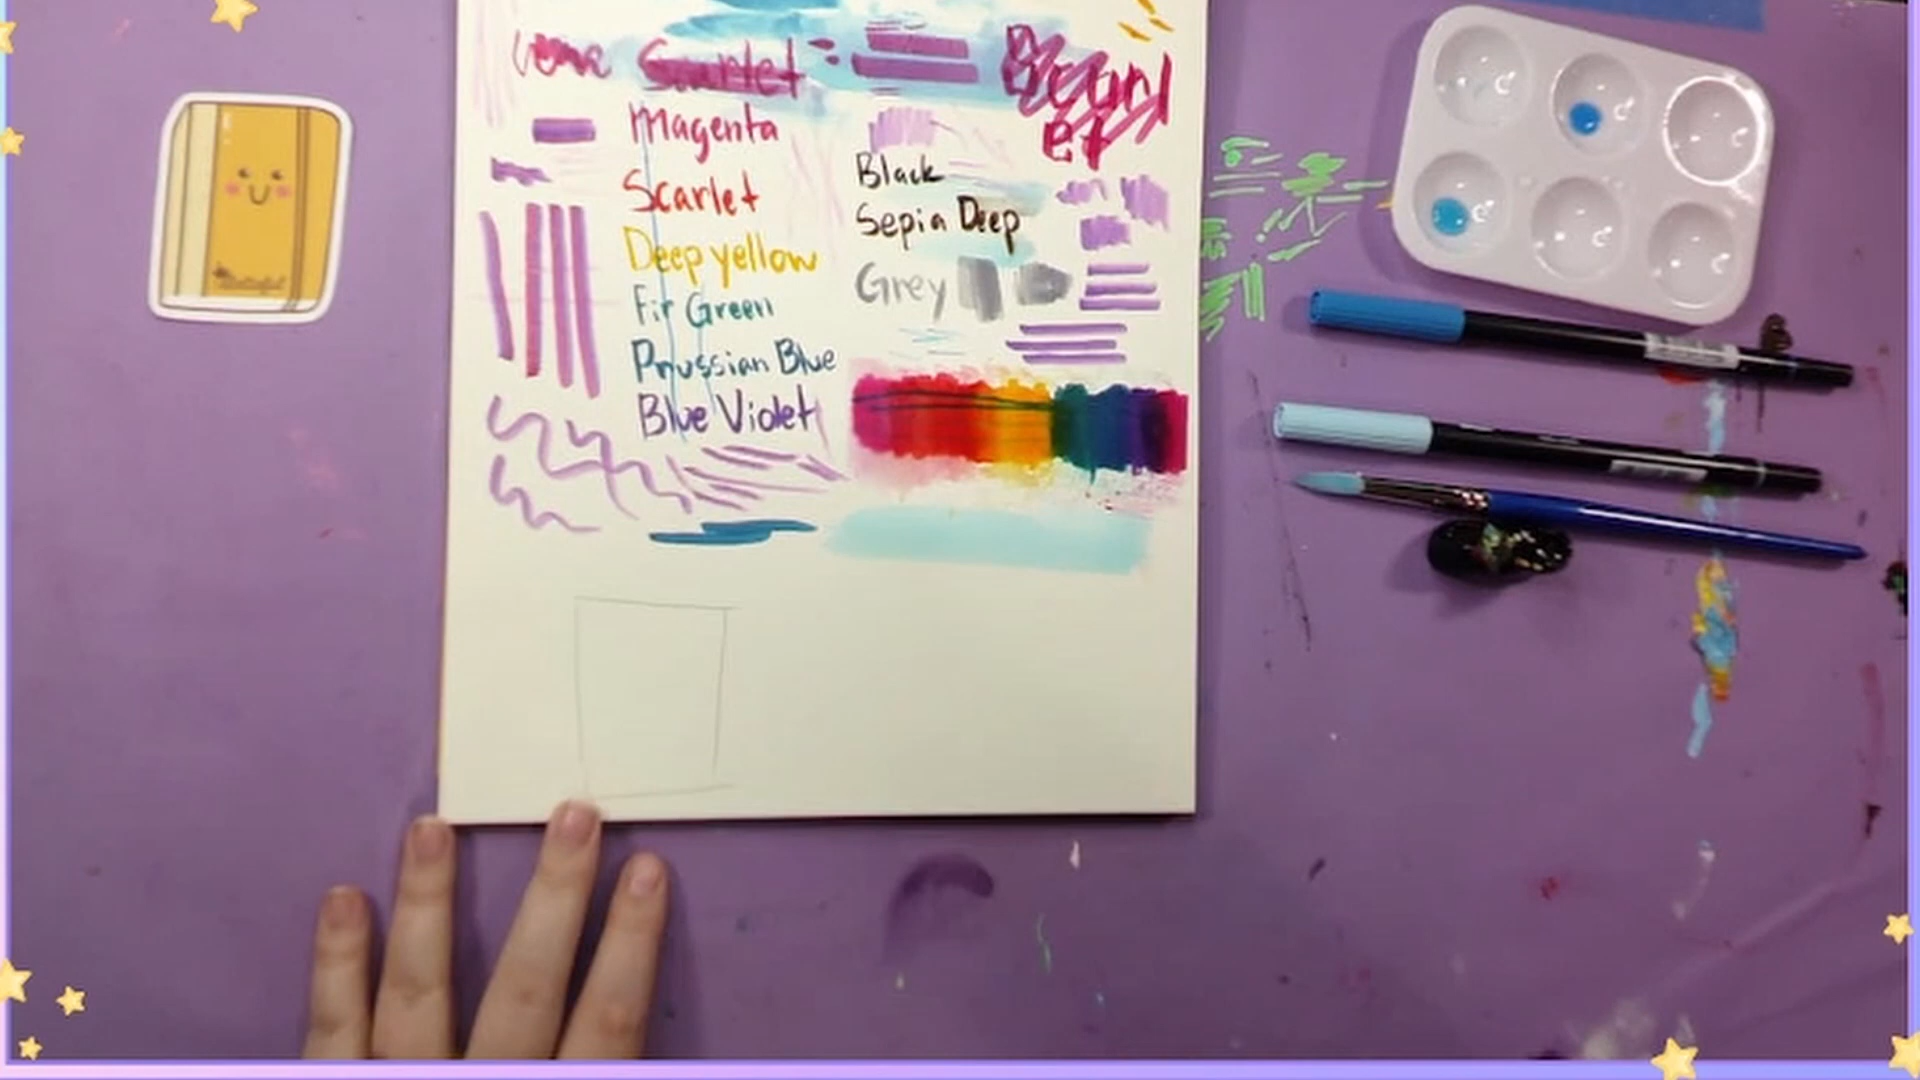 Scarlet
Magenta
Scarlet
Deep yellow
Fir Green
Prussian Blue
Blue Violet
Black
Sepia Deep
Grey